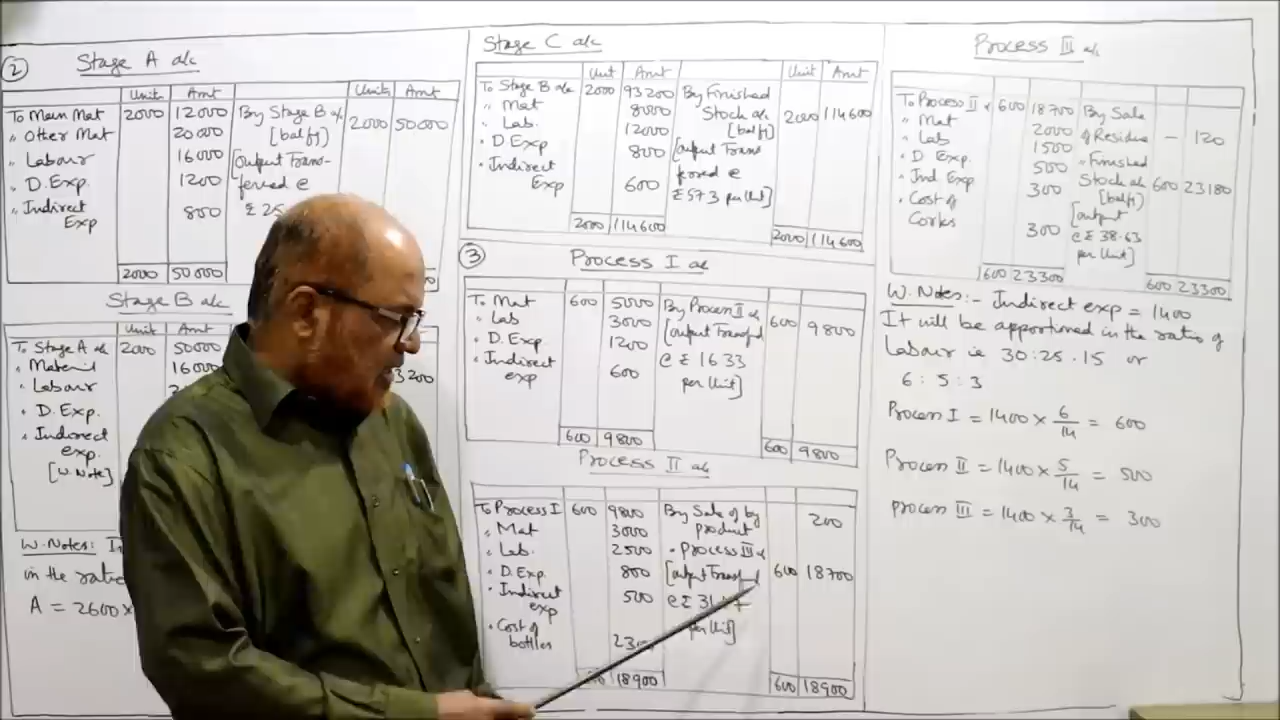 ② Stage A a/c
Units Amt Units Amt
To Main Mat 2000 12000 By Stage B a/c
" Other Mat 20000 [bal fr] 2000 50000
" Labour 16000 [output Trans-
" D.Exp. 1200 ferred @
" Indirect 800 ₹ 25
Exp
2000 50000
Stage B a/c
Unit Amt
To Stage A a/c 2000 50000
" Material 16000
" Labour 3200
" D. Exp.
" Indirect
exp.
[W.Note]
W.Notes:
in the ratio
A = 2600 ×
Stage C a/c
Unit Amt Unit Amt
To Stage B a/c 2000 93200 By Finished
" Mat 8000 Stock a/c 2000 114600
" Lab. 12000 [bal fr]
" D Exp 800 [output Trans
" Indirect 600 ferred @
Exp ₹ 57.3 per Unit]
2000 114600 2000 114600
③ Process I a/c
To Mat 600 5000 By Process II a/c 600 9800
" Lab 3000 [output Transf'd
" D. Exp. 1200 @ ₹ 16.33
" Indirect 600 per Unit]
exp
600 9800 600 9800
Process II a/c
To Process I 600 9800 By Sale of by 200
" Mat 3000 product
" Lab. 2500 " Process III a/c
" D. Exp 800 [output Transf'd 600 18700
" Indirect 500 @ ₹
exp per Unit]
" Cost of
bottles
18900 600 18900
Process III a/c
To Process II a/c 600 18700 By Sale
" Mat 2000 of Residue — 120
" Lab 1500
" D Exp. 500 " Finished
" Ind Exp 300 Stock a/c 600 23180
" Cost of [bal fr]
Corks 300 [output
@ ₹ 38.63
per Unit]
600 23300 600 23300
W. Notes:- Indirect exp = 1400
It will be apportioned in the ratio of
Labour ie 30:25:15 or
6 : 5 : 3
Process I = 1400 × 6/14 = 600
Process II = 1400 × 5/14 = 500
Process III = 1400 × 3/14 = 300